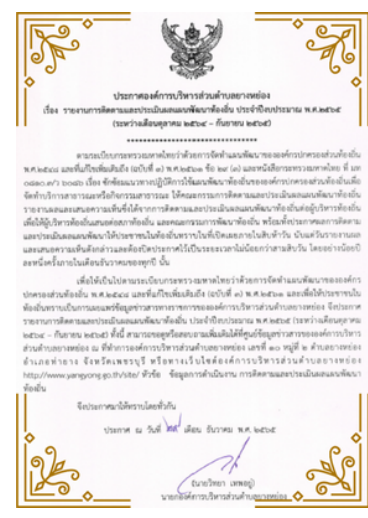 ประกาศองค์การบริหารส่วนตำบลยางหย่อง
เรื่อง รายงานการติดตามและประเมินผลแผนพัฒนาท้องถิ่น ประจำปีงบประมาณ พ.ศ.๒๕๖๕
(ระหว่างเดือนตุลาคม ๒๕๖๔ – กันยายน ๒๕๖๕)
*******************************
ตามระเบียบกระทรวงมหาดไทยว่าด้วยการจัดทำแผนพัฒนาขององค์กรปกครองส่วนท้องถิ่น
พ.ศ.๒๕๔๘ และที่แก้ไขเพิ่มเติมถึง (ฉบับที่ ๓) พ.ศ.๒๕๖๑ ข้อ ๒๙ (๓) และหนังสือกระทรวงมหาดไทย ที่ มท
เรื่อง ซักซ้อมแนวทางปฏิบัติการใช้แผนพัฒนาท้องถิ่นขององค์กรปกครองส่วนท้องถิ่นเพื่อ
จัดทำบริการสาธารณะหรือกิจกรรมสาธารณะ ให้คณะกรรมการติดตามและประเมินผลแผนพัฒนาท้องถิ่น
รายงานผลและเสนอความเห็นซึ่งได้จากการติดตามและประเมินผลแผนพัฒนาท้องถิ่นต่อผู้บริหารท้องถิ่น
เพื่อให้ผู้บริหารท้องถิ่นเสนอต่อสภาท้องถิ่น และคณะกรรมการพัฒนาท้องถิ่น พร้อมทั้งประกาศผลการติดตาม
และประเมินผลแผนพัฒนาให้ประชาชนในท้องถิ่นทราบในที่เปิดเผยภายในสิบห้าวัน นับแต่วันรายงานผล
และเสนอความเห็นดังกล่าวและต้องปิดประกาศไว้เป็นระยะเวลาไม่น้อยกว่าสามสิบวัน โดยอย่างน้อยปี
ละหนึ่งครั้งภายในเดือนธันวาคมของทุกปี นั้น
เพื่อให้เป็นไปตามระเบียบกระทรวงมหาดไทยว่าด้วยการจัดทำแผนพัฒนาขององค์กร
ปกครองส่วนท้องถิ่น พ.ศ.๒๕๔๘ และที่แก้ไขเพิ่มเติมถึง (ฉบับที่ ๓) พ.ศ.๒๕๖๑ และเพื่อให้ประชาชนใน
ท้องถิ่นทราบเป็นการเผยแพร่ข้อมูลข่าวสารทางราชการขององค์การบริหารส่วนตำบลยางหย่อง จึงประกาศ
รายงานการติดตามและประเมินผลแผนพัฒนาท้องถิ่น ประจำปีงบประมาณ พ.ศ.๒๕๖๕ (ระหว่างเดือนตุลาคม
๒๕๖๔ – กันยายน ๒๕๖๕) ทั้งนี้ สามารถขอดูหรือสอบถามเพิ่มเติมได้ที่ศูนย์ข้อมูลข่าวสารขององค์การบริหาร
ส่วนตำบลยางหย่อง ณ ที่ทำการองค์การบริหารส่วนตำบลยางหย่อง เลขที่ หมู่ที่ ๒ ตำบลยางหย่อง
อำเภอท่ายาง จังหวัดเพชรบุรี หรือทางเว็บไซต์องค์การบริหารส่วนตำบลยางหย่อง
http://www.yangyong.go.th/site/ หัวข้อ ข้อมูลการดำเนินงาน การติดตามและประเมินผลแผนพัฒนา
ท้องถิ่น
จึงประกาศมาให้ทราบโดยทั่วกัน
ประกาศ ณ วันที่ เดือน ธันวาคม พ.ศ. ๒๕๖๕
(นายวิทยา เทพอยู่)
นายกองค์การบริหารส่วนตำบลยางหย่อง